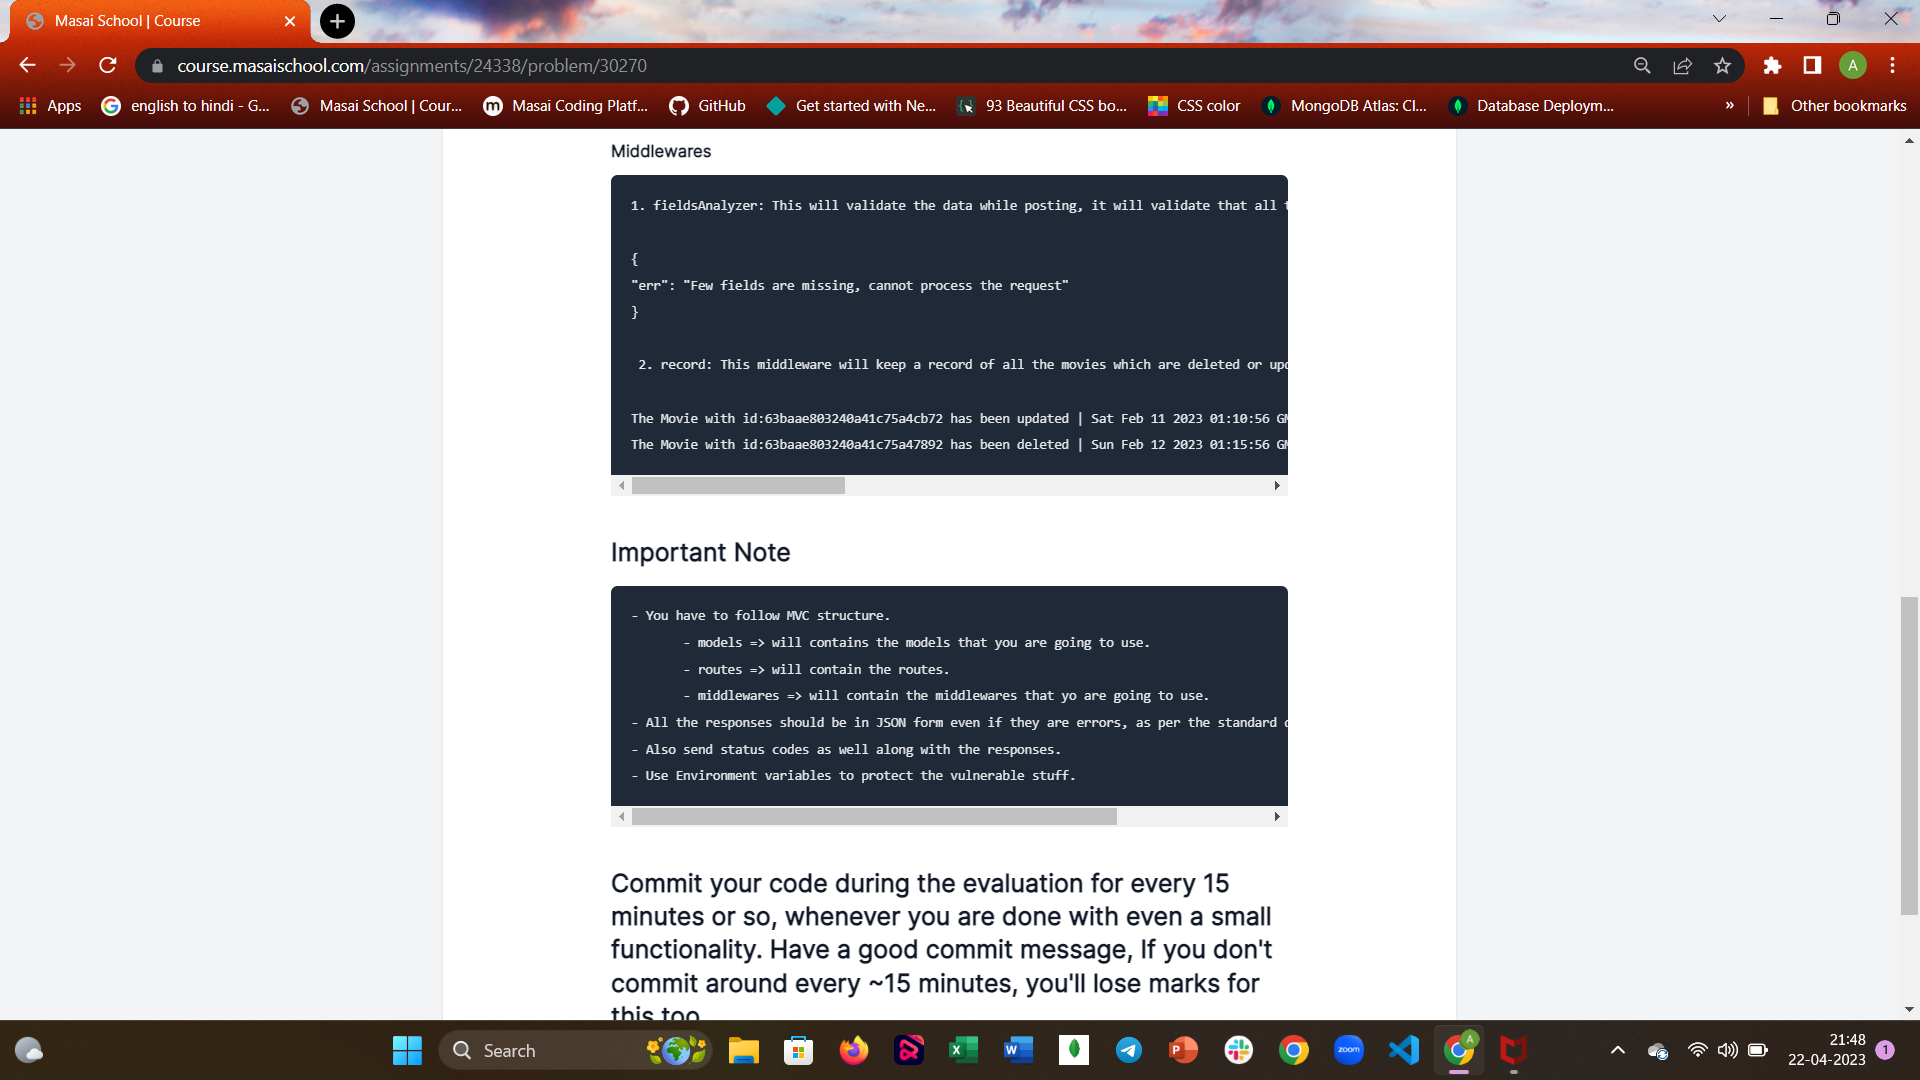 Masai School | Course
course.masaischool.com/assignments/24338/problem/30270
A
Apps
english to hindi - G...
Masai School | Cour...
Masai Coding Platf...
GitHub
Get started with Ne...
93 Beautiful CSS bo...
CSS color
MongoDB Atlas: Cl...
Database Deploym...
»
Other bookmarks
Middlewares
1. fieldsAnalyzer: This will validate the data while posting, it will validate that all
{
"err": "Few fields are missing, cannot process the request"
}
2. record: This middleware will keep a record of all the movies which are deleted or
The Movie with id:63baae803240a41c75a4cb72 has been updated | Sat Feb 11 2023 01:10:56
The Movie with id:63baae803240a41c75a47892 has been deleted | Sun Feb 12 2023 01:15:56
Important Note
- You have to follow MVC structure.
- models => will contains the models that you are going to use.
- routes => will contain the routes.
- middlewares => will contain the middlewares that yo are going to use.
- All the responses should be in JSON form even if they are errors, as per the standard
- Also send status codes as well along with the responses.
- Use Environment variables to protect the vulnerable stuff.
Commit your code during the evaluation for every 15
minutes or so, whenever you are done with even a small
functionality. Have a good commit message, If you don't
commit around every ~15 minutes, you'll lose marks for
this too
Search
zoom
A
21:48
22-04-2023
1